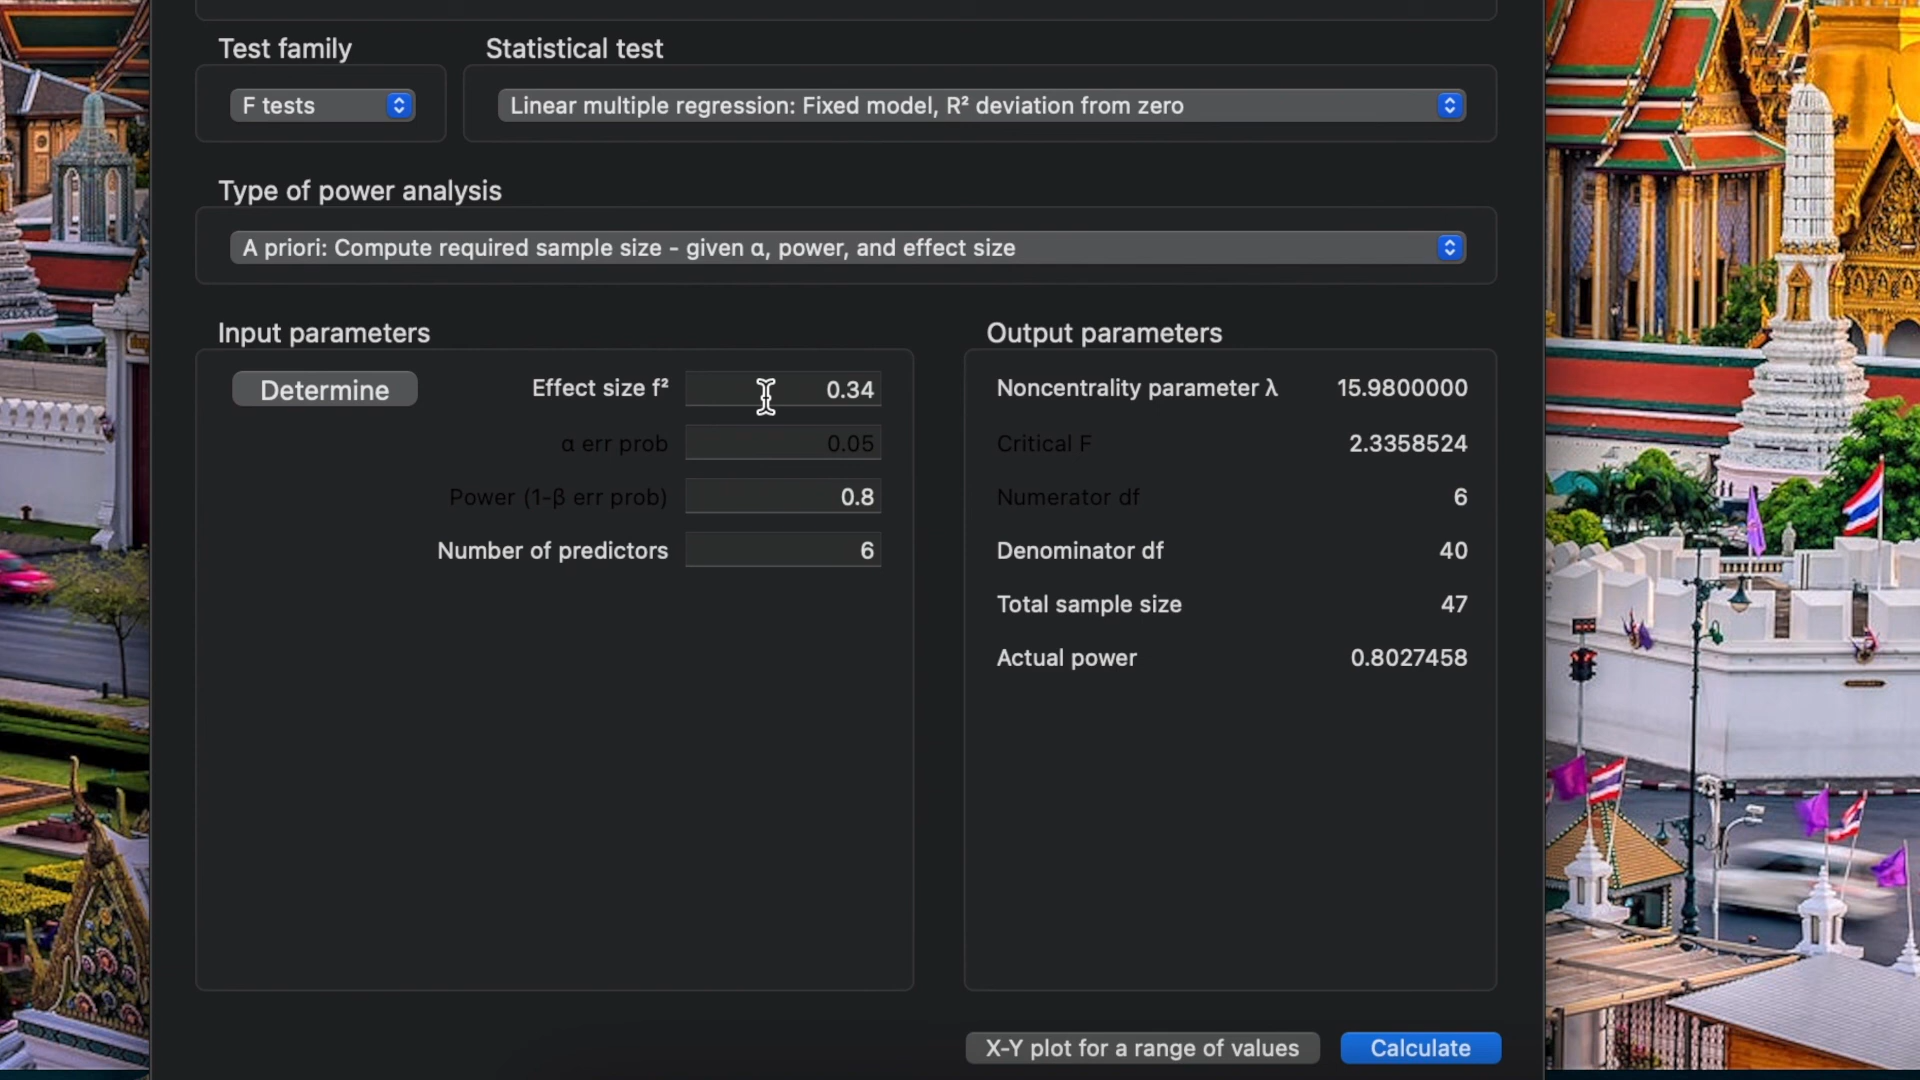 Test family
Statistical test
F tests
Linear multiple regression: Fixed model, R² deviation from zero
Type of power analysis
A priori: Compute required sample size - given α, power, and effect size
Input parameters
Output parameters
Determine
Effect size f²
0.34
α err prob
0.05
Power (1-β err prob)
0.8
Number of predictors
6
Noncentrality parameter λ
15.9800000
Critical F
2.3358524
Numerator df
6
Denominator df
40
Total sample size
47
Actual power
0.8027458
X-Y plot for a range of values
Calculate